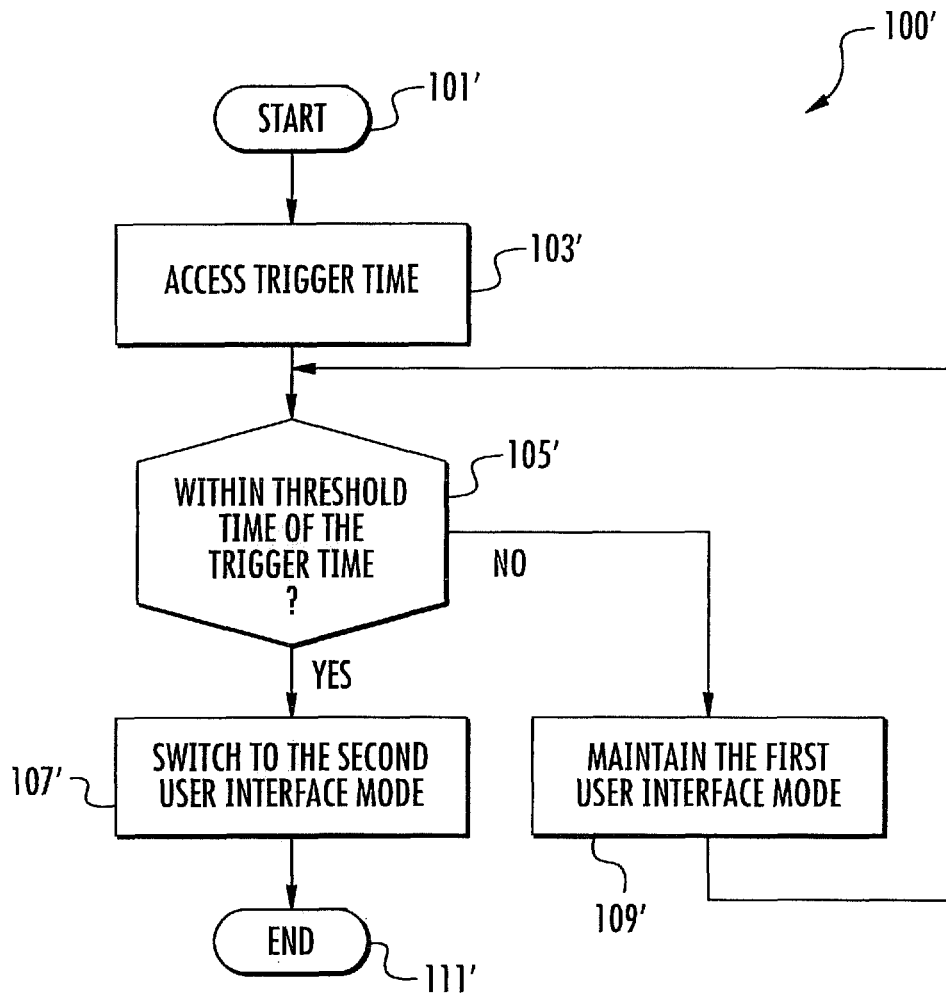 100'
START
101'
ACCESS TRIGGER TIME
103'
WITHIN THRESHOLD
TIME OF THE
TRIGGER TIME
?
105'
NO
YES
SWITCH TO THE SECOND
USER INTERFACE MODE
107'
MAINTAIN THE FIRST
USER INTERFACE MODE
109'
END
111'